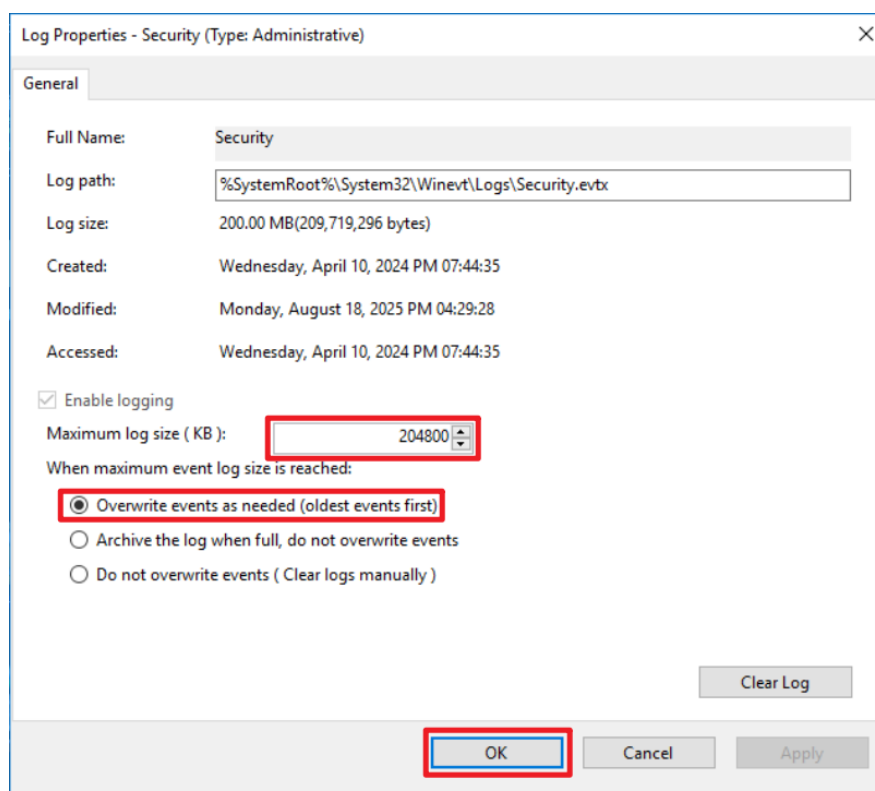 Log Properties - Security (Type: Administrative)
General
Full Name: Security
Log path: %SystemRoot%\System32\Winevt\Logs\Security.evtx
Log size: 200.00 MB(209,719,296 bytes)
Created: Wednesday, April 10, 2024 PM 07:44:35
Modified: Monday, August 18, 2025 PM 04:29:28
Accessed: Wednesday, April 10, 2024 PM 07:44:35
Enable logging
Maximum log size ( KB ): 204800
When maximum event log size is reached:
Overwrite events as needed (oldest events first)
Archive the log when full, do not overwrite events
Do not overwrite events ( Clear logs manually )
Clear Log
OK Cancel Apply